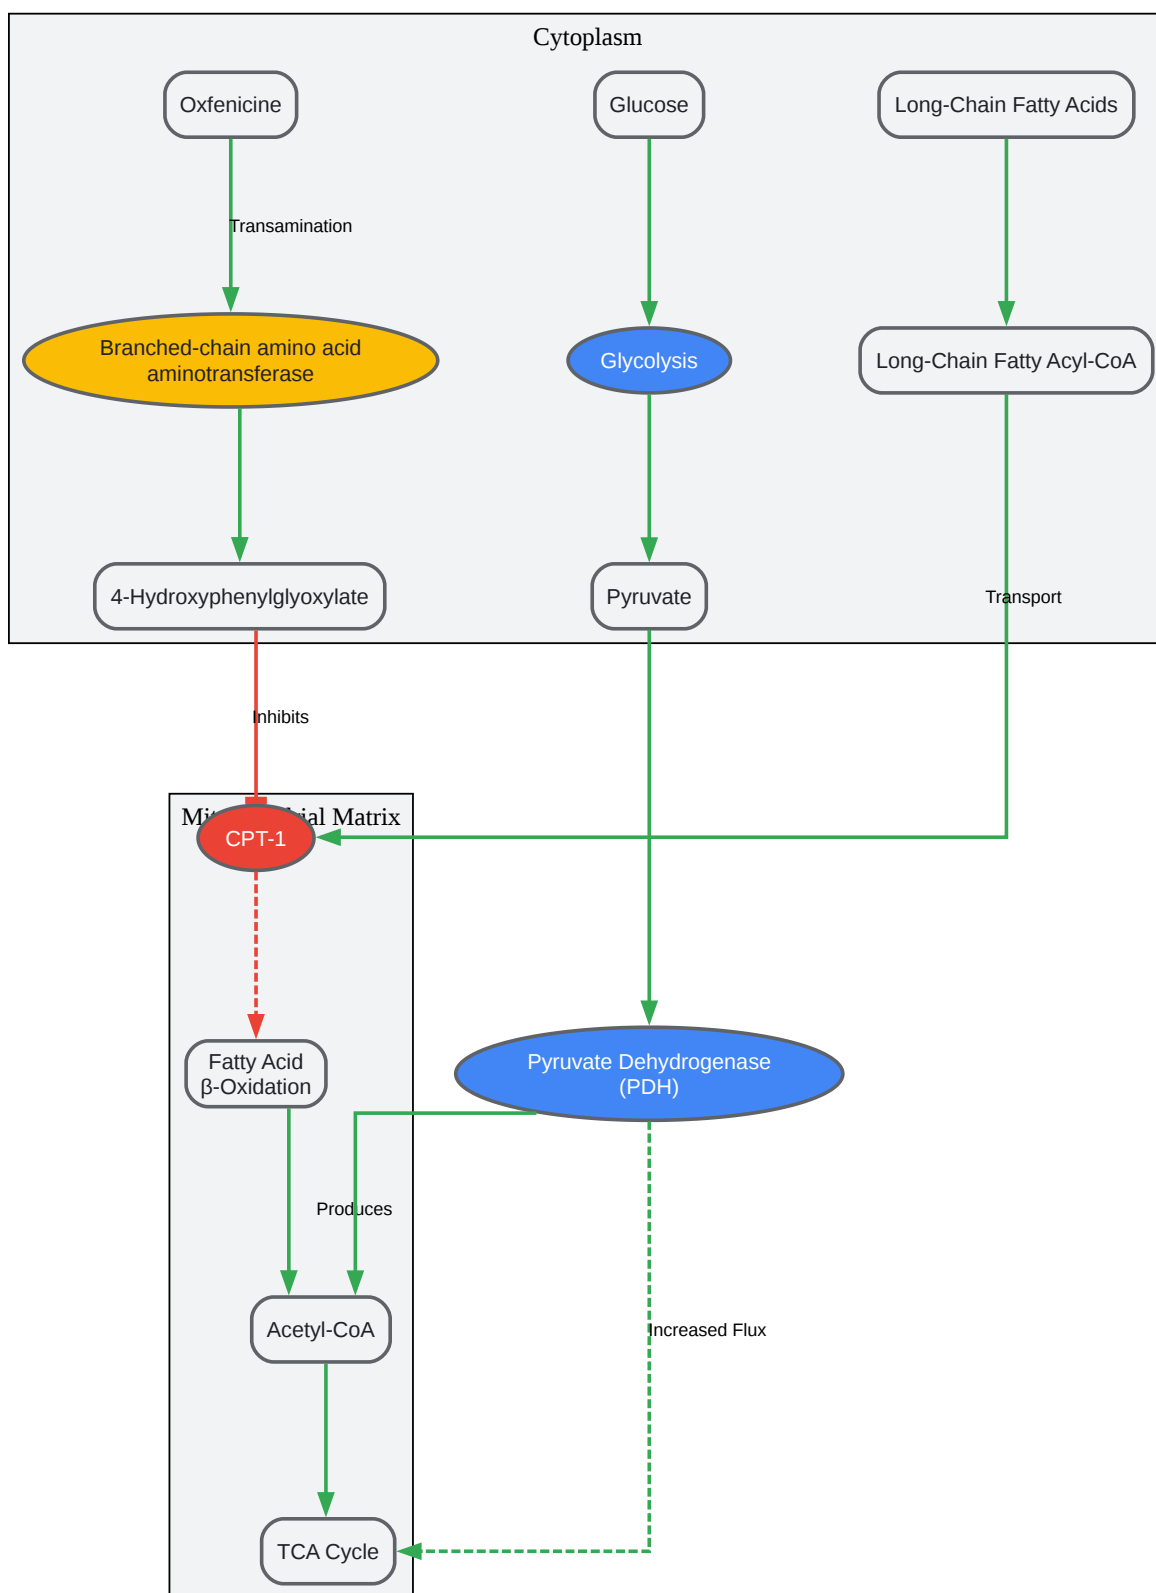 Cytoplasm
Oxfenicine
Glucose
Long-Chain Fatty Acids
Transamination
Branched-chain amino acid
aminotransferase
Glycolysis
Long-Chain Fatty Acyl-CoA
4-Hydroxyphenylglyoxylate
Pyruvate
Transport
Inhibits
Matrix
CPT-1
Fatty Acid
β-Oxidation
Pyruvate Dehydrogenase
(PDH)
Produces
Acetyl-CoA
Increased Flux
TCA Cycle